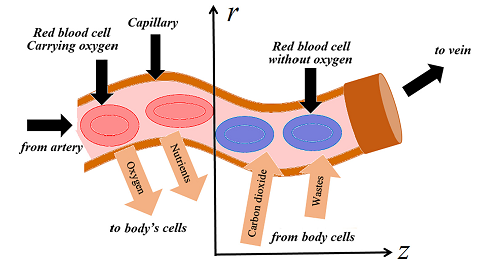 Capillary
r
Red blood cell
Carrying oxygen
Red blood cell
without oxygen
to vein
from artery
Oxygen
Nutrients
Carbon dioxide
Wastes
to body's cells
from body cells
z